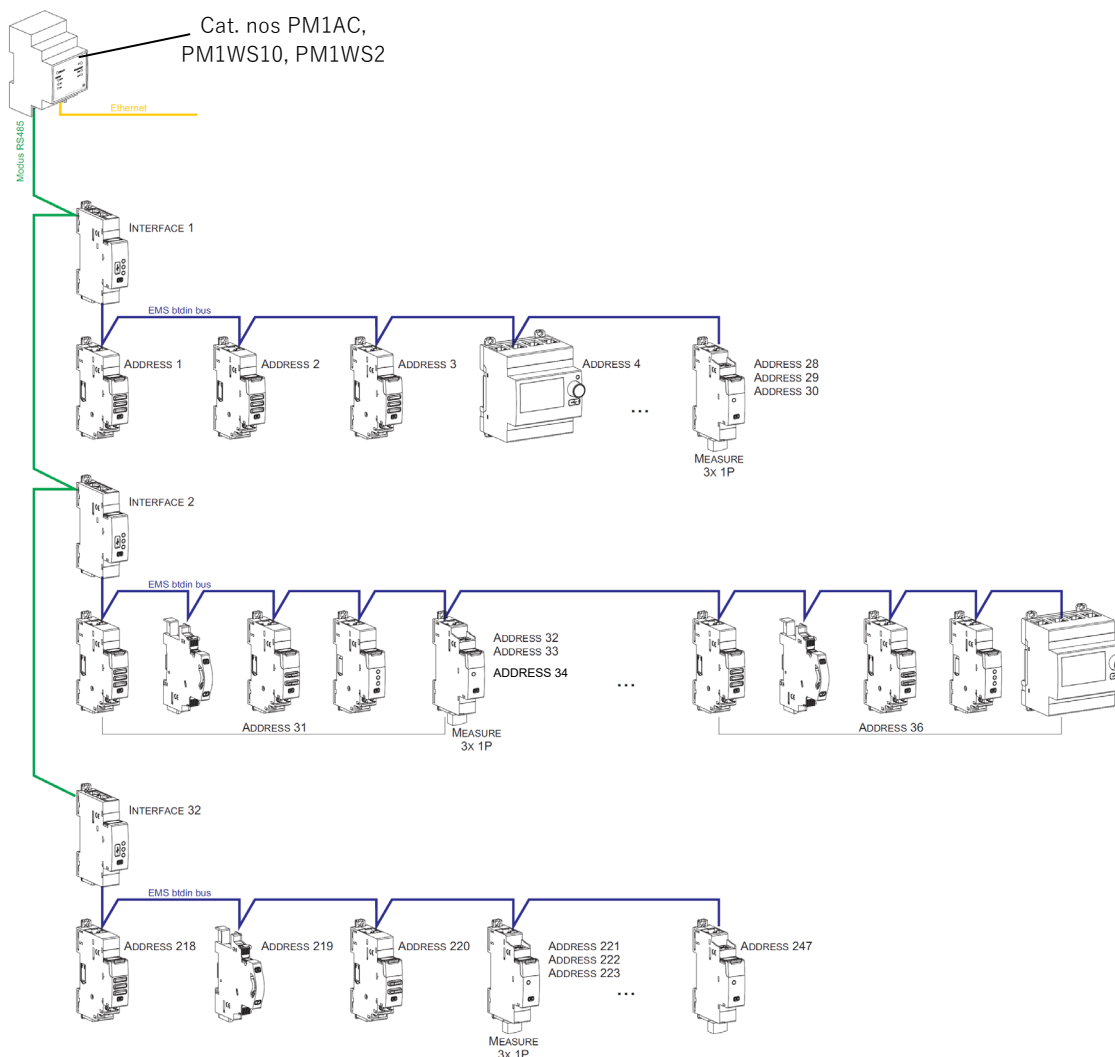 Cat. nos PM1AC,
PM1WS10, PM1WS2
Ethernet
Modus RS485
INTERFACE 1
EMS btdin bus
ADDRESS 1
ADDRESS 2
ADDRESS 3
ADDRESS 4
ADDRESS 28
ADDRESS 29
ADDRESS 30
...
MEASURE
3X 1P
INTERFACE 2
EMS btdin bus
ADDRESS 32
ADDRESS 33
ADDRESS 34
...
ADDRESS 31
MEASURE
3X 1P
ADDRESS 36
INTERFACE 32
EMS btdin bus
ADDRESS 218
ADDRESS 219
ADDRESS 220
ADDRESS 221
ADDRESS 222
ADDRESS 223
ADDRESS 247
...
MEASURE
3X 1P